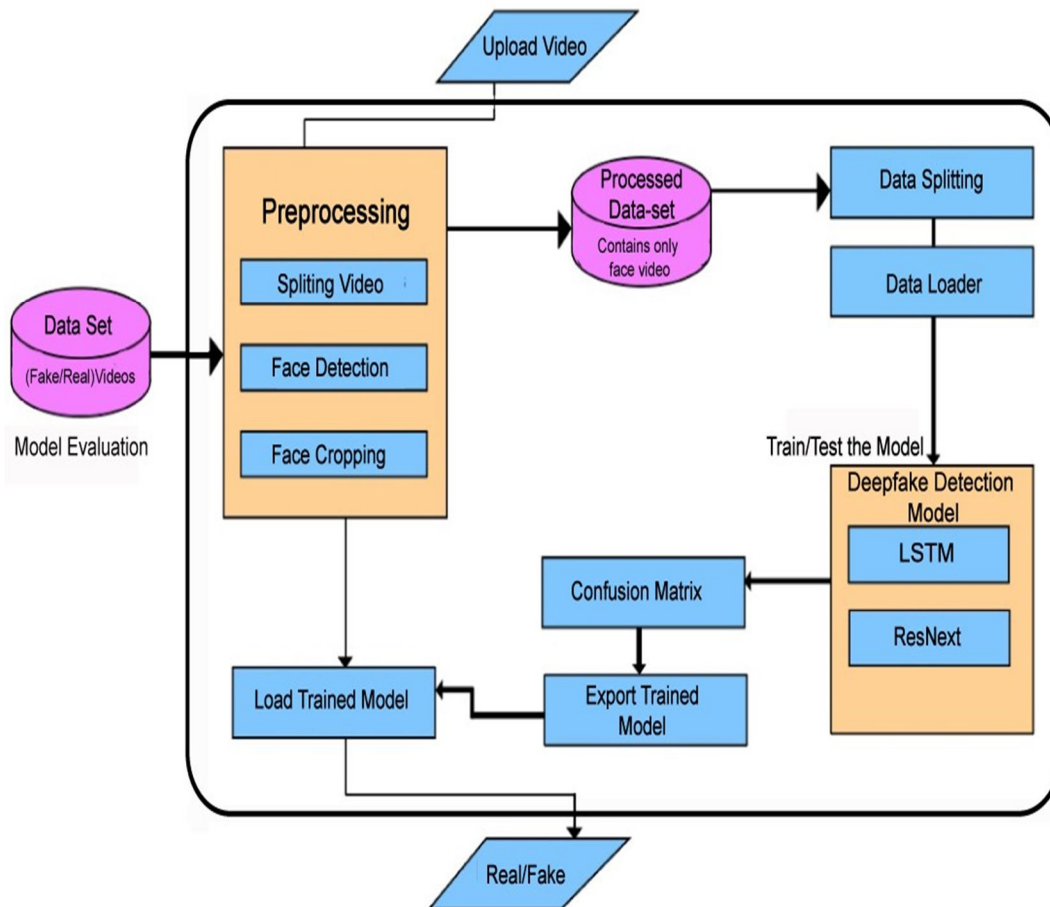 Upload Video
Preprocessing
Spliting Video
Face Detection
Face Cropping
Data Set
(Fake/Real)Videos
Model Evaluation
Processed
Data-set
Contains only
face video
Data Splitting
Data Loader
Train/Test the Model
Deepfake Detection
Model
LSTM
ResNext
Confusion Matrix
Export Trained
Model
Load Trained Model
Real/Fake